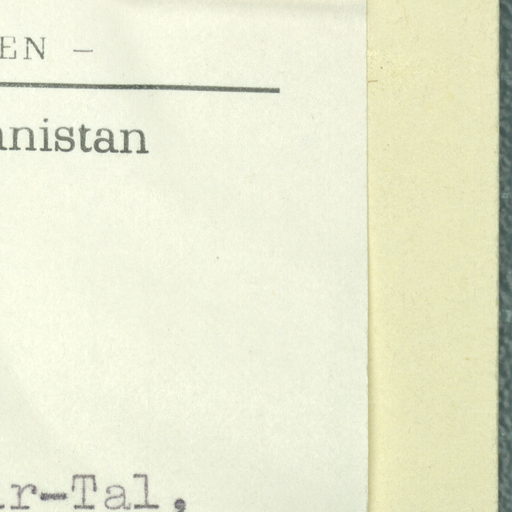 EN –
nistan
r-Tal,